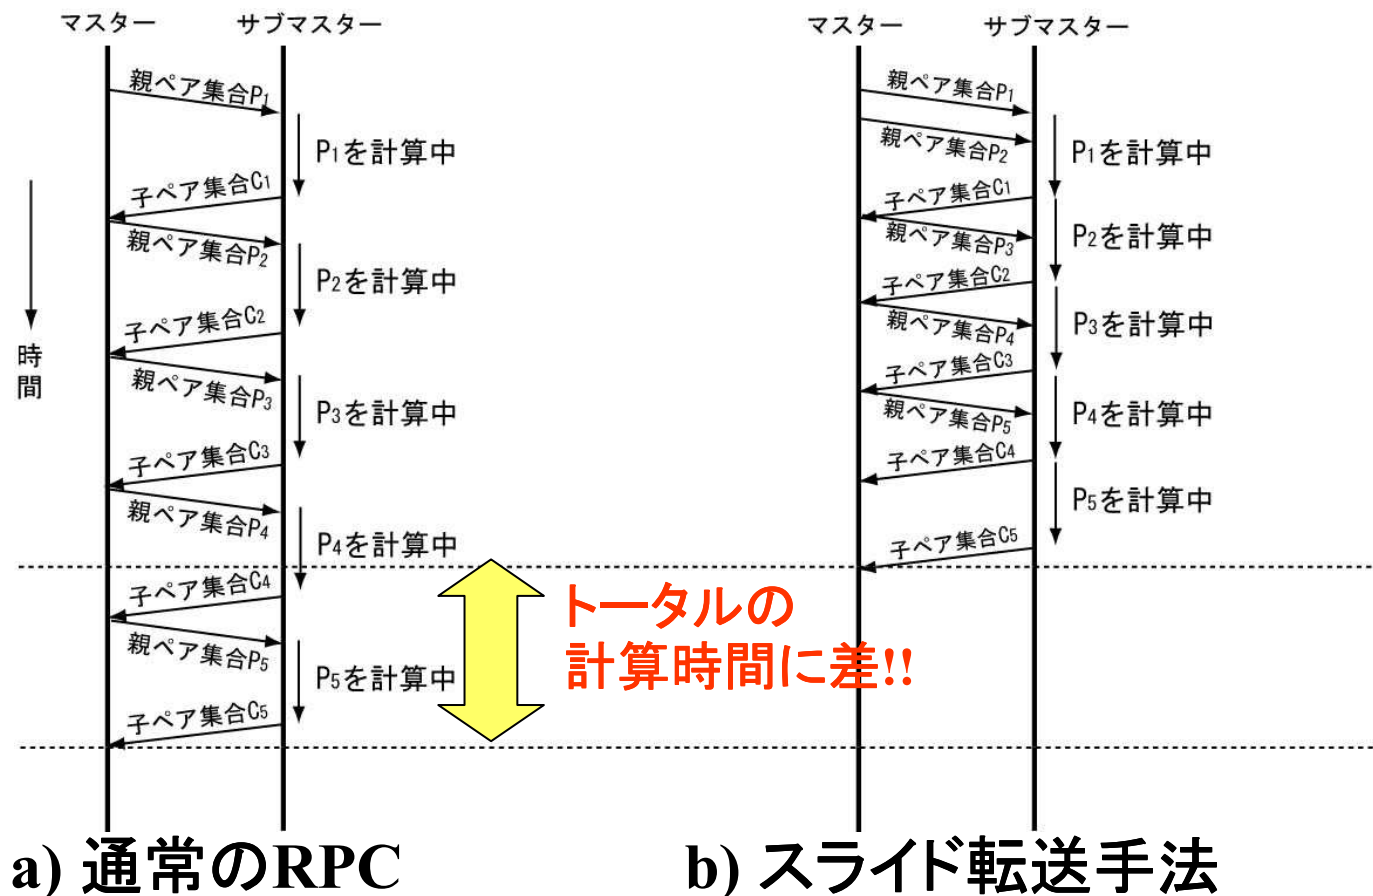 マスター
サブマスター
親ペア集合P1
P1を計算中
子ペア集合C1
親ペア集合P2
P2を計算中
子ペア集合C2
親ペア集合P3
P3を計算中
子ペア集合C3
親ペア集合P4
P4を計算中
子ペア集合C4
親ペア集合P5
P5を計算中
子ペア集合C5
時間
トータルの
計算時間に差!!
a) 通常のRPC
マスター
サブマスター
親ペア集合P1
親ペア集合P2
P1を計算中
子ペア集合C1
親ペア集合P3
P2を計算中
子ペア集合C2
親ペア集合P4
P3を計算中
子ペア集合C3
親ペア集合P5
P4を計算中
子ペア集合C4
P5を計算中
子ペア集合C5
b) スライド転送手法